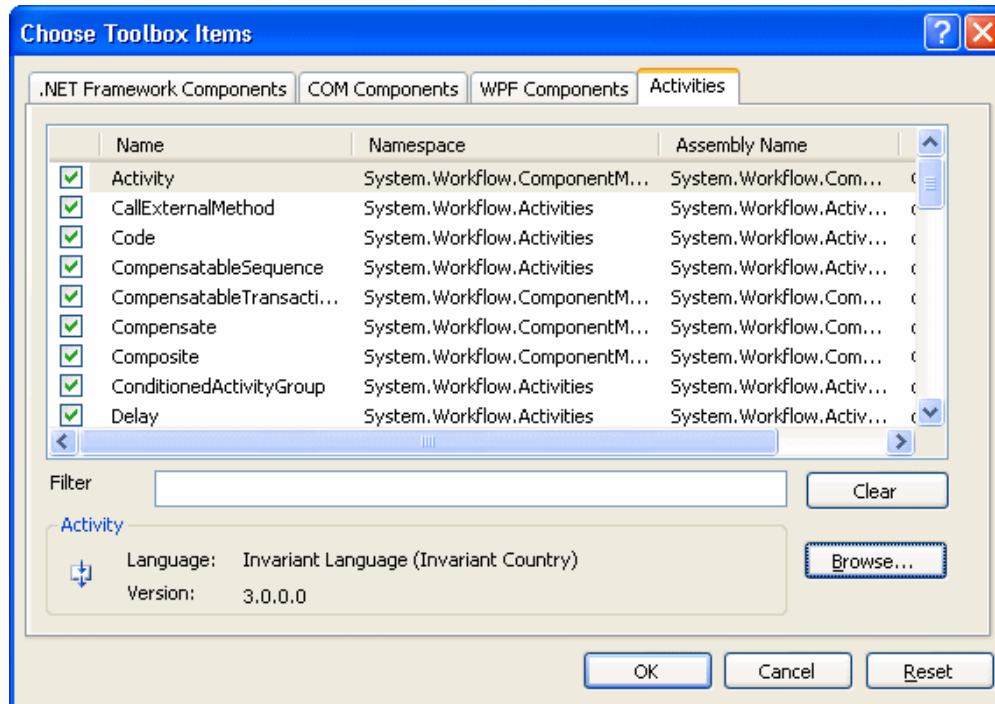 Choose Toolbox Items
.NET Framework Components COM Components WPF Components Activities
Name Namespace Assembly Name
Activity System.Workflow.ComponentM... System.Workflow.Com...
CallExternalMethod System.Workflow.Activities System.Workflow.Activ...
Code System.Workflow.Activities System.Workflow.Activ...
CompensatableSequence System.Workflow.Activities System.Workflow.Activ...
CompensatableTransacti... System.Workflow.ComponentM... System.Workflow.Com...
Compensate System.Workflow.ComponentM... System.Workflow.Com...
Composite System.Workflow.ComponentM... System.Workflow.Com...
ConditionedActivityGroup System.Workflow.Activities System.Workflow.Activ...
Delay System.Workflow.Activities System.Workflow.Activ...
Filter Clear
Activity
Language: Invariant Language (Invariant Country) Browse...
Version: 3.0.0.0
OK Cancel Reset